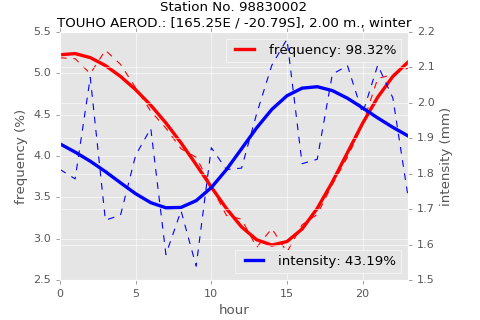 Station No. 98830002
TOUHO AEROD.: [165.25E / -20.79S], 2.00 m., winter
frequency (%)
5.5
5.0
4.5
4.0
3.5
3.0
2.5
frequency: 98.32%
intensity: 43.19%
2.2
2.1
2.0
1.9
1.8
1.7
1.6
1.5
intensity (mm)
0 5 10 15 20
hour